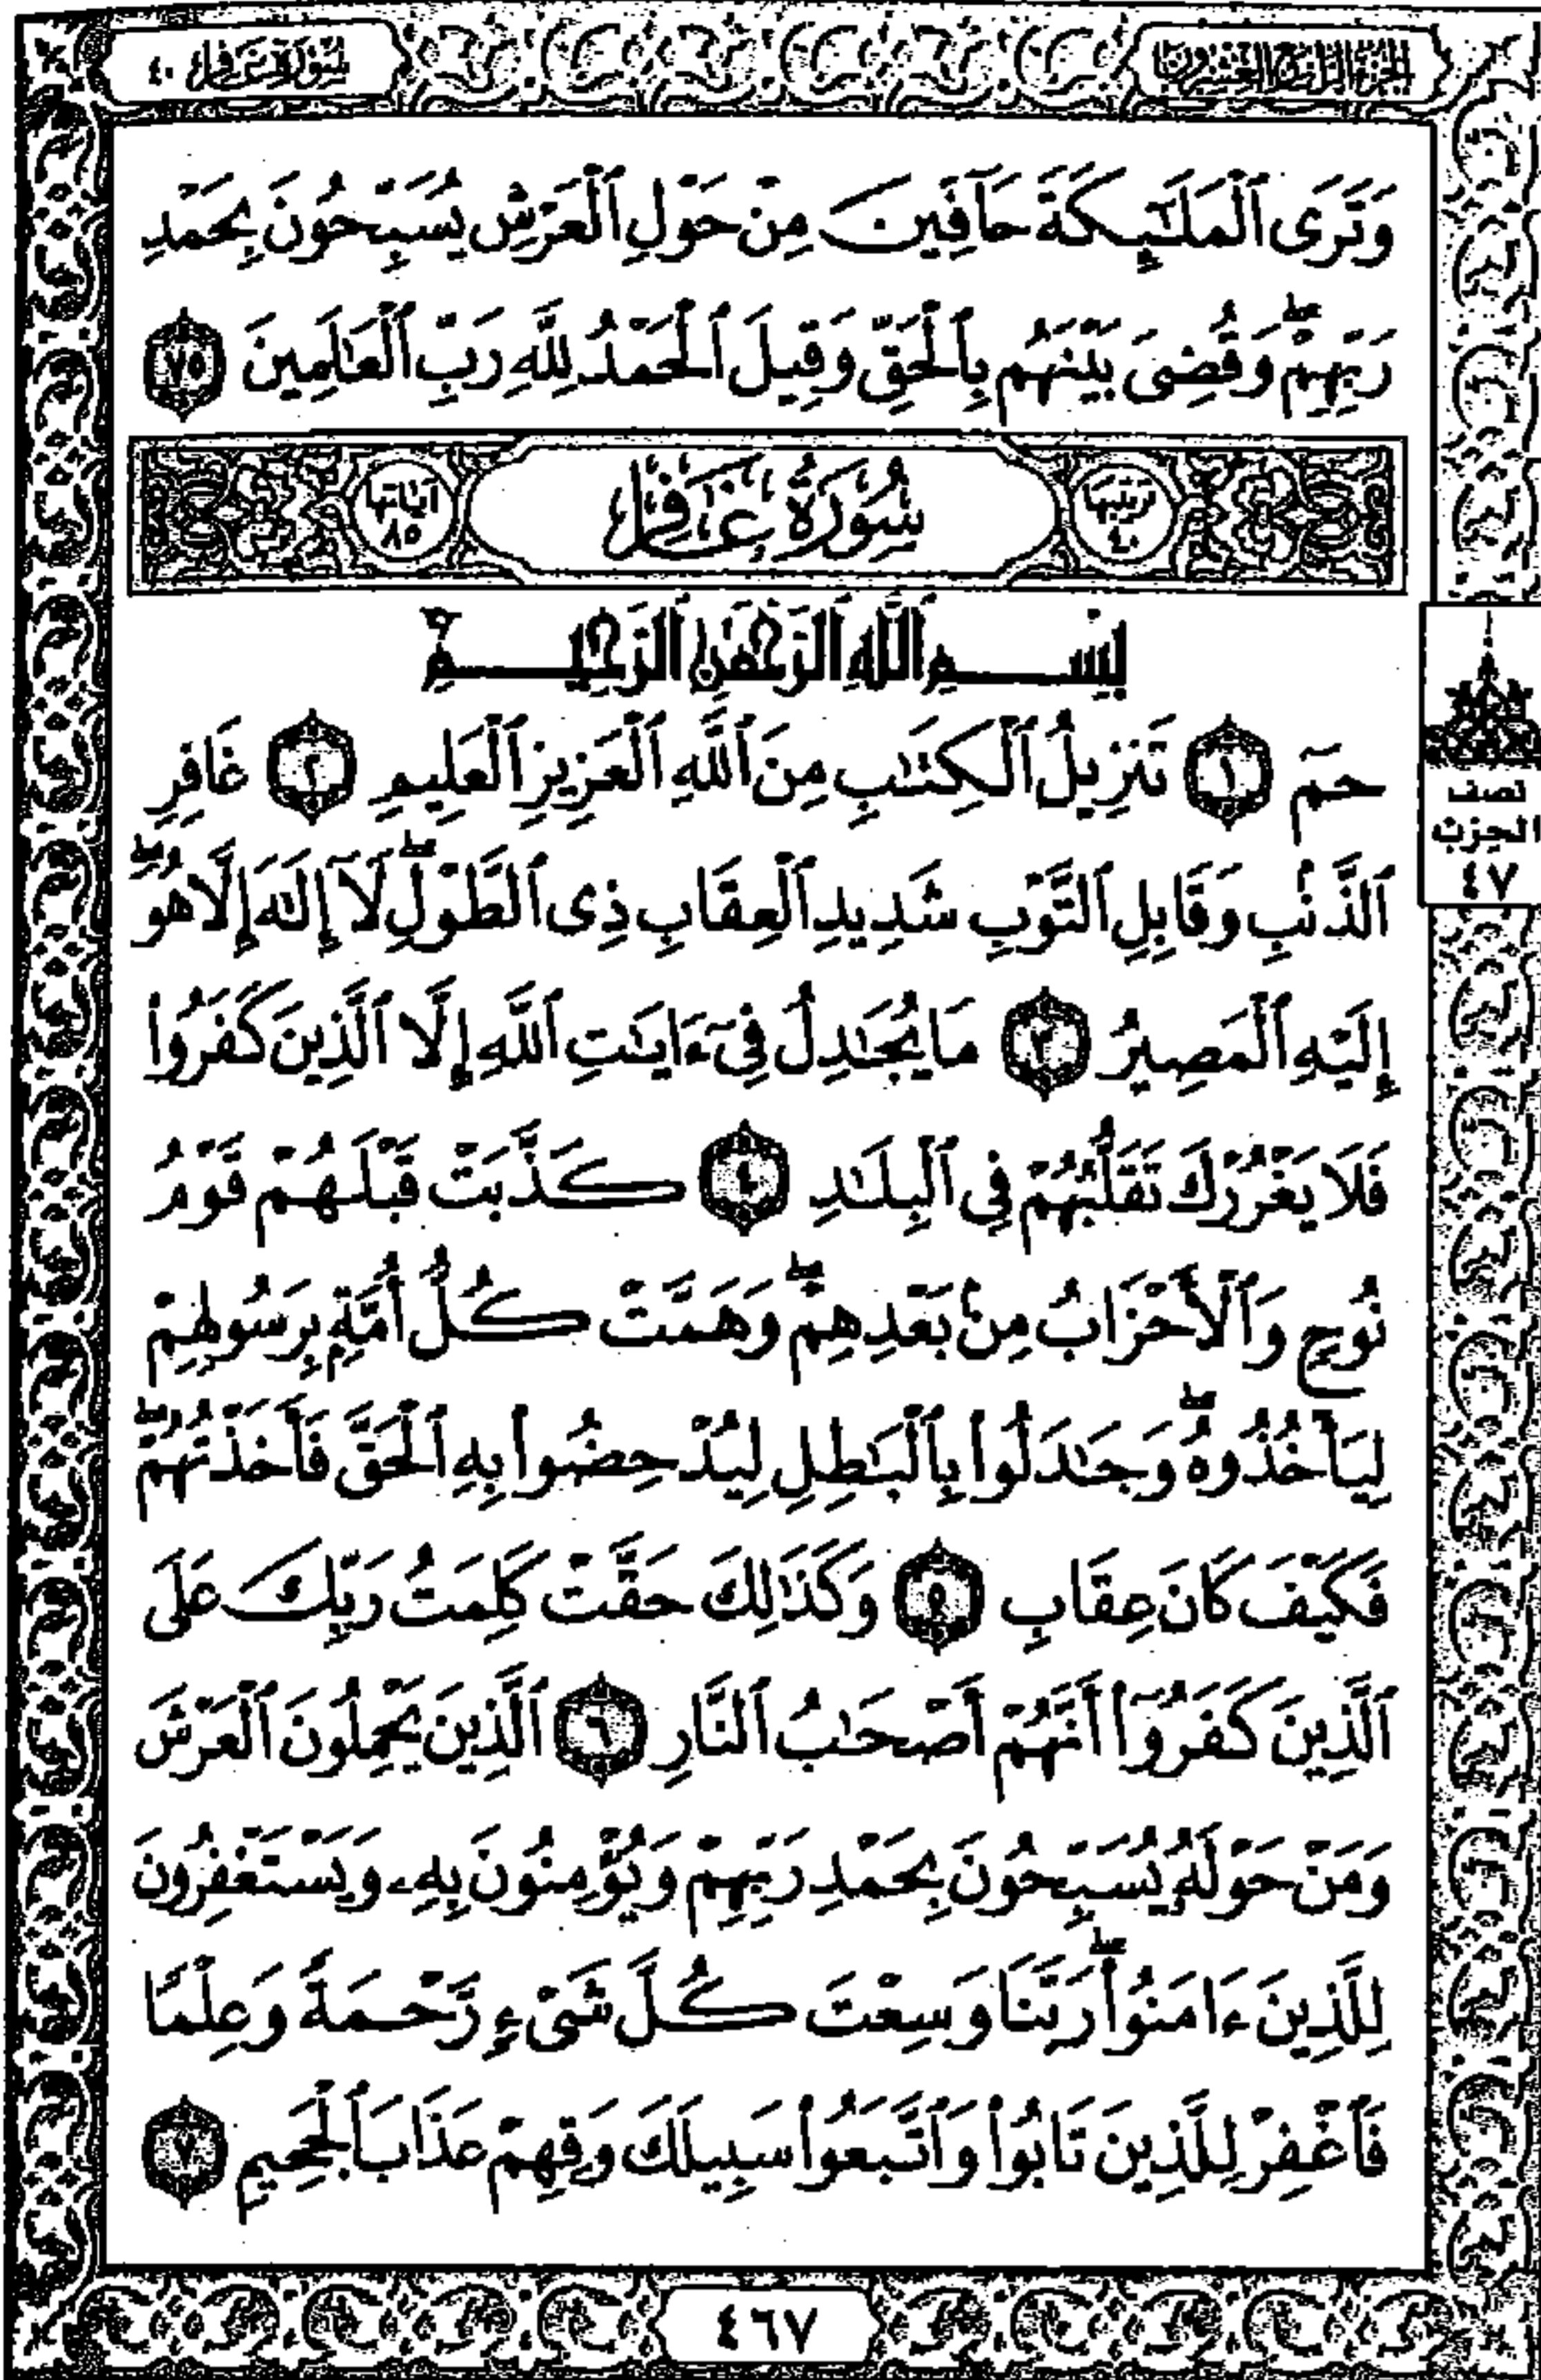 الجزء الرابع والعشرون
سورة غافر ٤٠
وَتَرَى ٱلْمَلَـٰٓئِكَةَ حَآفِّينَ مِنْ حَوْلِ ٱلْعَرْشِ يُسَبِّحُونَ بِحَمْدِ
رَبِّهِمْ ۖ وَقُضِىَ بَيْنَهُم بِٱلْحَقِّ وَقِيلَ ٱلْحَمْدُ لِلَّهِ رَبِّ ٱلْعَـٰلَمِينَ ٧٥
ترتيبها ٤٠
سُورَةُ غَافِرٍ
آياتها ٨٥
بِسْمِ ٱللَّهِ ٱلرَّحْمَـٰنِ ٱلرَّحِيمِ
حمٓ ١ تَنزِيلُ ٱلْكِتَـٰبِ مِنَ ٱللَّهِ ٱلْعَزِيزِ ٱلْعَلِيمِ ٢ غَافِرِ
ٱلذَّنۢبِ وَقَابِلِ ٱلتَّوْبِ شَدِيدِ ٱلْعِقَابِ ذِى ٱلطَّوْلِ ۖ لَآ إِلَـٰهَ إِلَّا هُوَ ۖ
إِلَيْهِ ٱلْمَصِيرُ ٣ مَا يُجَـٰدِلُ فِىٓ ءَايَـٰتِ ٱللَّهِ إِلَّا ٱلَّذِينَ كَفَرُوا۟
فَلَا يَغْرُرْكَ تَقَلُّبُهُمْ فِى ٱلْبِلَـٰدِ ٤ كَذَّبَتْ قَبْلَهُمْ قَوْمُ
نُوحٍ وَٱلْأَحْزَابُ مِنۢ بَعْدِهِمْ ۖ وَهَمَّتْ كُلُّ أُمَّةٍۭ بِرَسُولِهِمْ
لِيَأْخُذُوهُ ۖ وَجَـٰدَلُوا۟ بِٱلْبَـٰطِلِ لِيُدْحِضُوا۟ بِهِ ٱلْحَقَّ فَأَخَذْتُهُمْ ۖ
فَكَيْفَ كَانَ عِقَابِ ٥ وَكَذَٰلِكَ حَقَّتْ كَلِمَتُ رَبِّكَ عَلَى
ٱلَّذِينَ كَفَرُوٓا۟ أَنَّهُمْ أَصْحَـٰبُ ٱلنَّارِ ٦ ٱلَّذِينَ يَحْمِلُونَ ٱلْعَرْشَ
وَمَنْ حَوْلَهُۥ يُسَبِّحُونَ بِحَمْدِ رَبِّهِمْ وَيُؤْمِنُونَ بِهِۦ وَيَسْتَغْفِرُونَ
لِلَّذِينَ ءَامَنُوا۟ ۖ رَبَّنَا وَسِعْتَ كُلَّ شَىْءٍ رَّحْمَةً وَعِلْمًا
فَٱغْفِرْ لِلَّذِينَ تَابُوا۟ وَٱتَّبَعُوا۟ سَبِيلَكَ وَقِهِمْ عَذَابَ ٱلْجَحِيمِ ٧
نصف
الحزب
٤٧
٤٦٧